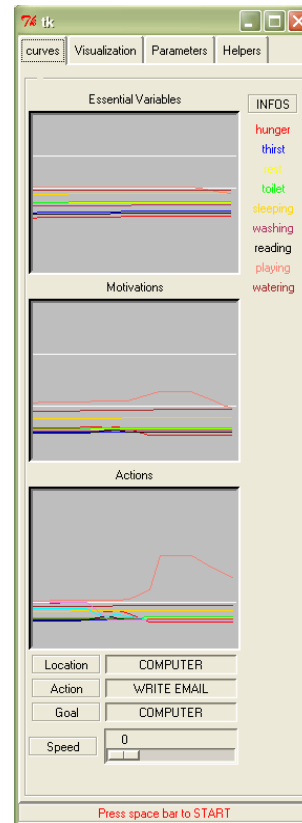 tk
curves Visualization Parameters Helpers
Essential Variables
INFOS
hunger
thirst
rest
toilet
sleeping
washing
reading
playing
watering
Motivations
Actions
Location COMPUTER
Action WRITE EMAIL
Goal COMPUTER
Speed 0
Press space bar to START